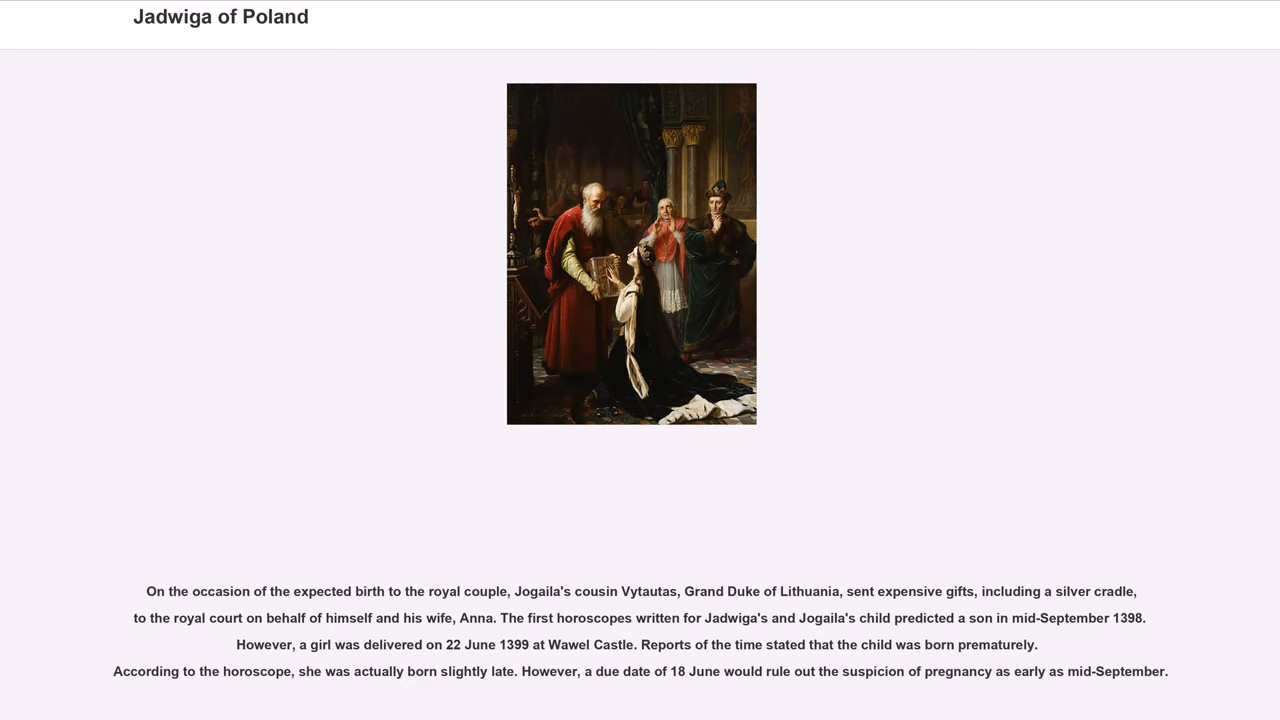 Jadwiga of Poland
On the occasion of the expected birth to the royal couple, Jogaila's cousin Vytautas, Grand Duke of Lithuania, sent expensive gifts, including a silver cradle,
to the royal court on behalf of himself and his wife, Anna. The first horoscopes written for Jadwiga's and Jogaila's child predicted a son in mid-September 1398.
However, a girl was delivered on 22 June 1399 at Wawel Castle. Reports of the time stated that the child was born prematurely.
According to the horoscope, she was actually born slightly late. However, a due date of 18 June would rule out the suspicion of pregnancy as early as mid-September.